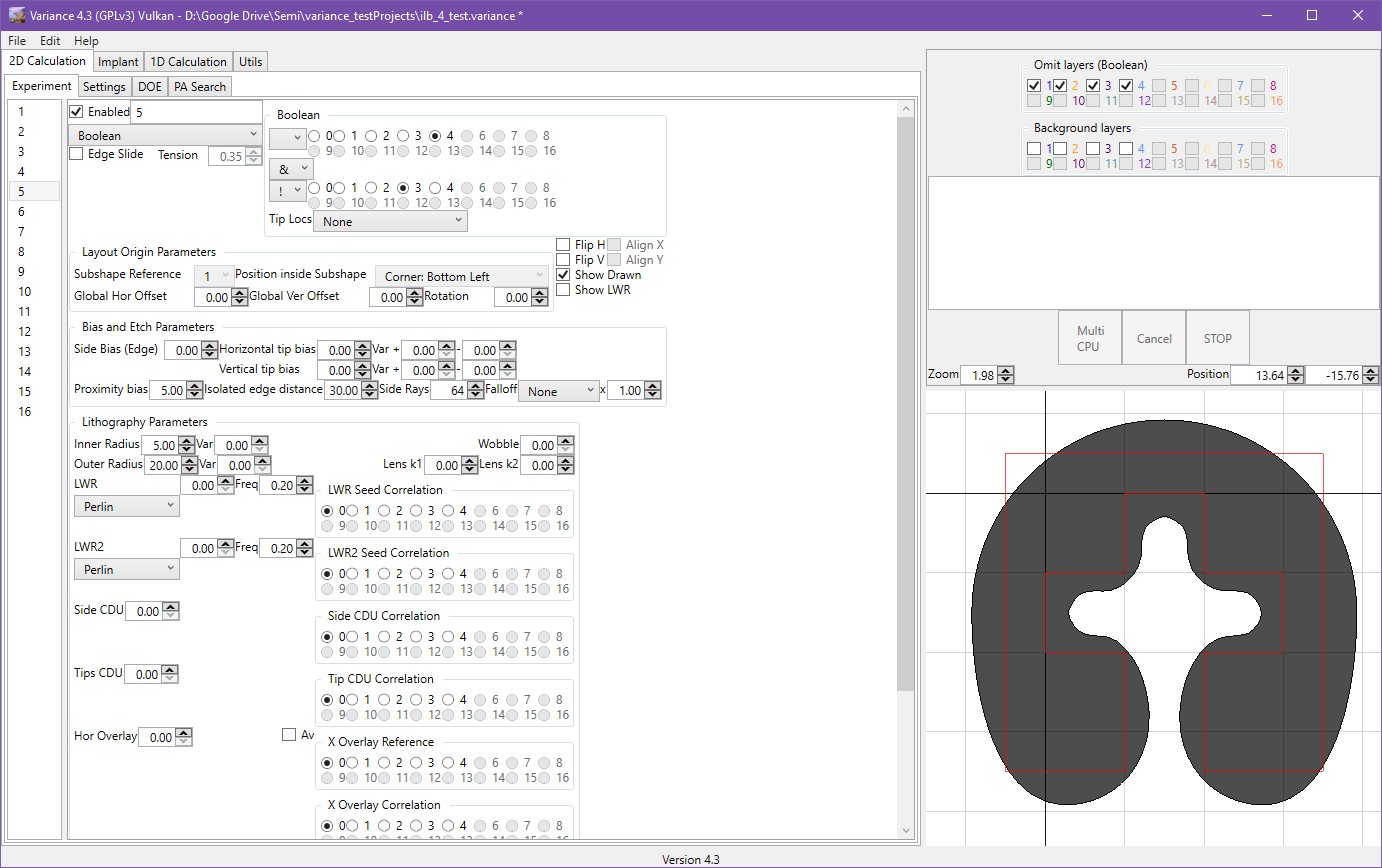 Variance 4.3 (GPLv3) Vulkan - D:\Google Drive\Semi\variance_testProjects\ilb_4_test.variance *
File Edit Help
2D Calculation Implant 1D Calculation Utils
Experiment Settings DOE PA Search
1
2
3
4
5
6
7
8
9
10
11
12
13
14
15
16
Enabled 5
Boolean
Edge Slide Tension 0.35
Boolean
0 1 2 3 4 6 7 8
9 10 11 12 13 14 15 16
&
! 0 1 2 3 4 6 7 8
9 10 11 12 13 14 15 16
Tip Locs None
Layout Origin Parameters
Subshape Reference 1 Position inside Subshape Corner: Bottom Left
Global Hor Offset 0.00 Global Ver Offset 0.00 Rotation 0.00
Flip H Align X
Flip V Align Y
Show Drawn
Show LWR
Bias and Etch Parameters
Side Bias (Edge) 0.00 Horizontal tip bias 0.00 Var + 0.00 - 0.00
Vertical tip bias 0.00 Var + 0.00 - 0.00
Proximity bias 5.00 Isolated edge distance 30.00 Side Rays 64 Falloff None x 1.00
Lithography Parameters
Inner Radius 5.00 Var 0.00 Wobble 0.00
Outer Radius 20.00 Var 0.00 Lens k1 0.00 Lens k2 0.00
LWR 0.00 Freq 0.20
Perlin
LWR Seed Correlation
0 1 2 3 4 6 7 8
9 10 11 12 13 14 15 16
LWR2 0.00 Freq 0.20
Perlin
LWR2 Seed Correlation
0 1 2 3 4 6 7 8
9 10 11 12 13 14 15 16
Side CDU 0.00
Side CDU Correlation
0 1 2 3 4 6 7 8
9 10 11 12 13 14 15 16
Tips CDU 0.00
Tip CDU Correlation
0 1 2 3 4 6 7 8
9 10 11 12 13 14 15 16
Hor Overlay 0.00 Av
X Overlay Reference
0 1 2 3 4 6 7 8
9 10 11 12 13 14 15 16
X Overlay Correlation
0 1 2 3 4 6 7 8
Omit layers (Boolean)
1 2 3 4 5 6 7 8
9 10 11 12 13 14 15 16
Background layers
1 2 3 4 5 6 7 8
9 10 11 12 13 14 15 16
Multi CPU Cancel STOP
Zoom 1.98 Position 13.64 -15.76
Version 4.3